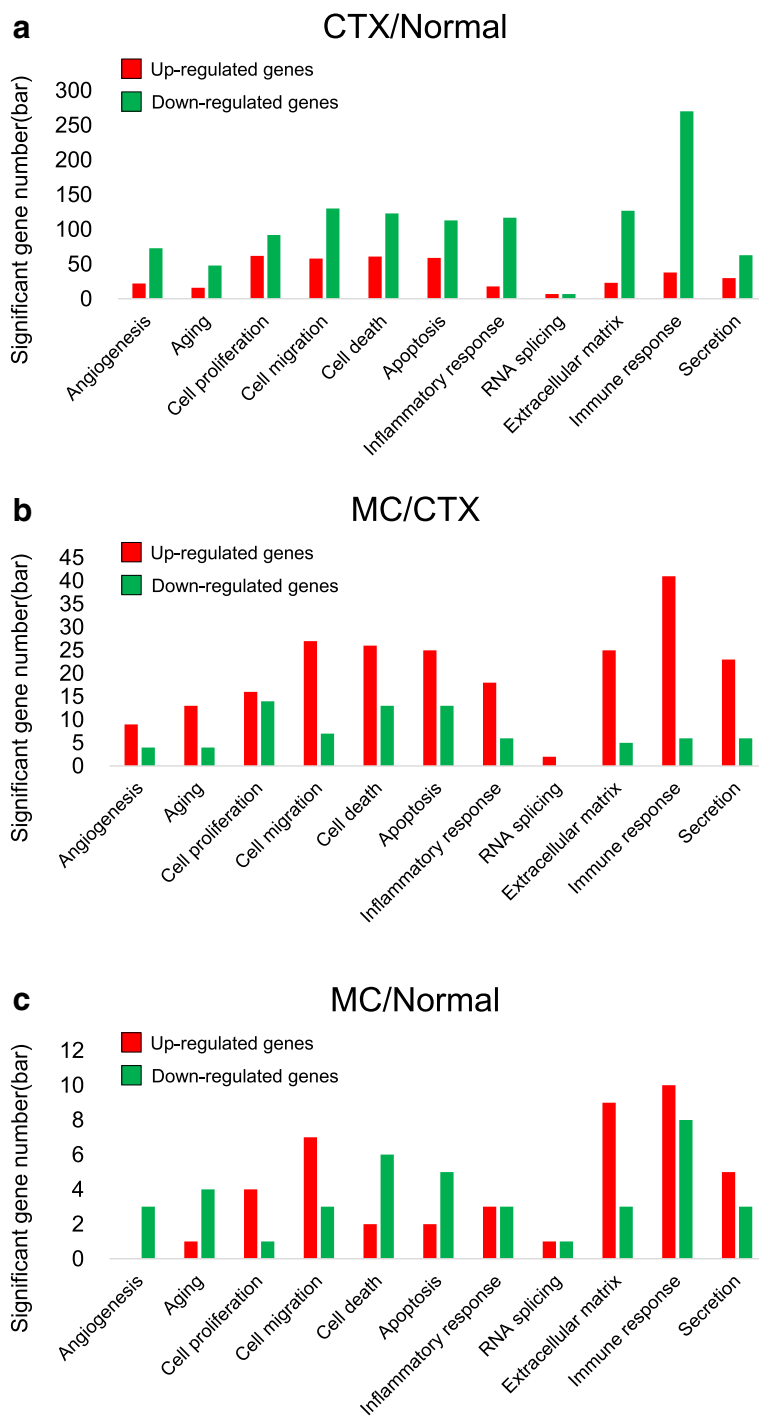 a
CTX/Normal
Significant gene number(bar)
Up-regulated genes
Down-regulated genes
300
250
200
150
100
50
0
Angiogenesis
Aging
Cell proliferation
Cell migration
Cell death
Apoptosis
Inflammatory response
RNA splicing
Extracellular matrix
Immune response
Secretion
b
MC/CTX
Significant gene number(bar)
Up-regulated genes
Down-regulated genes
45
40
35
30
25
20
15
10
5
0
Angiogenesis
Aging
Cell proliferation
Cell migration
Cell death
Apoptosis
Inflammatory response
RNA splicing
Extracellular matrix
Immune response
Secretion
c
MC/Normal
Significant gene number(bar)
Up-regulated genes
Down-regulated genes
12
10
8
6
4
2
0
Angiogenesis
Aging
Cell proliferation
Cell migration
Cell death
Apoptosis
Inflammatory response
RNA splicing
Extracellular matrix
Immune response
Secretion